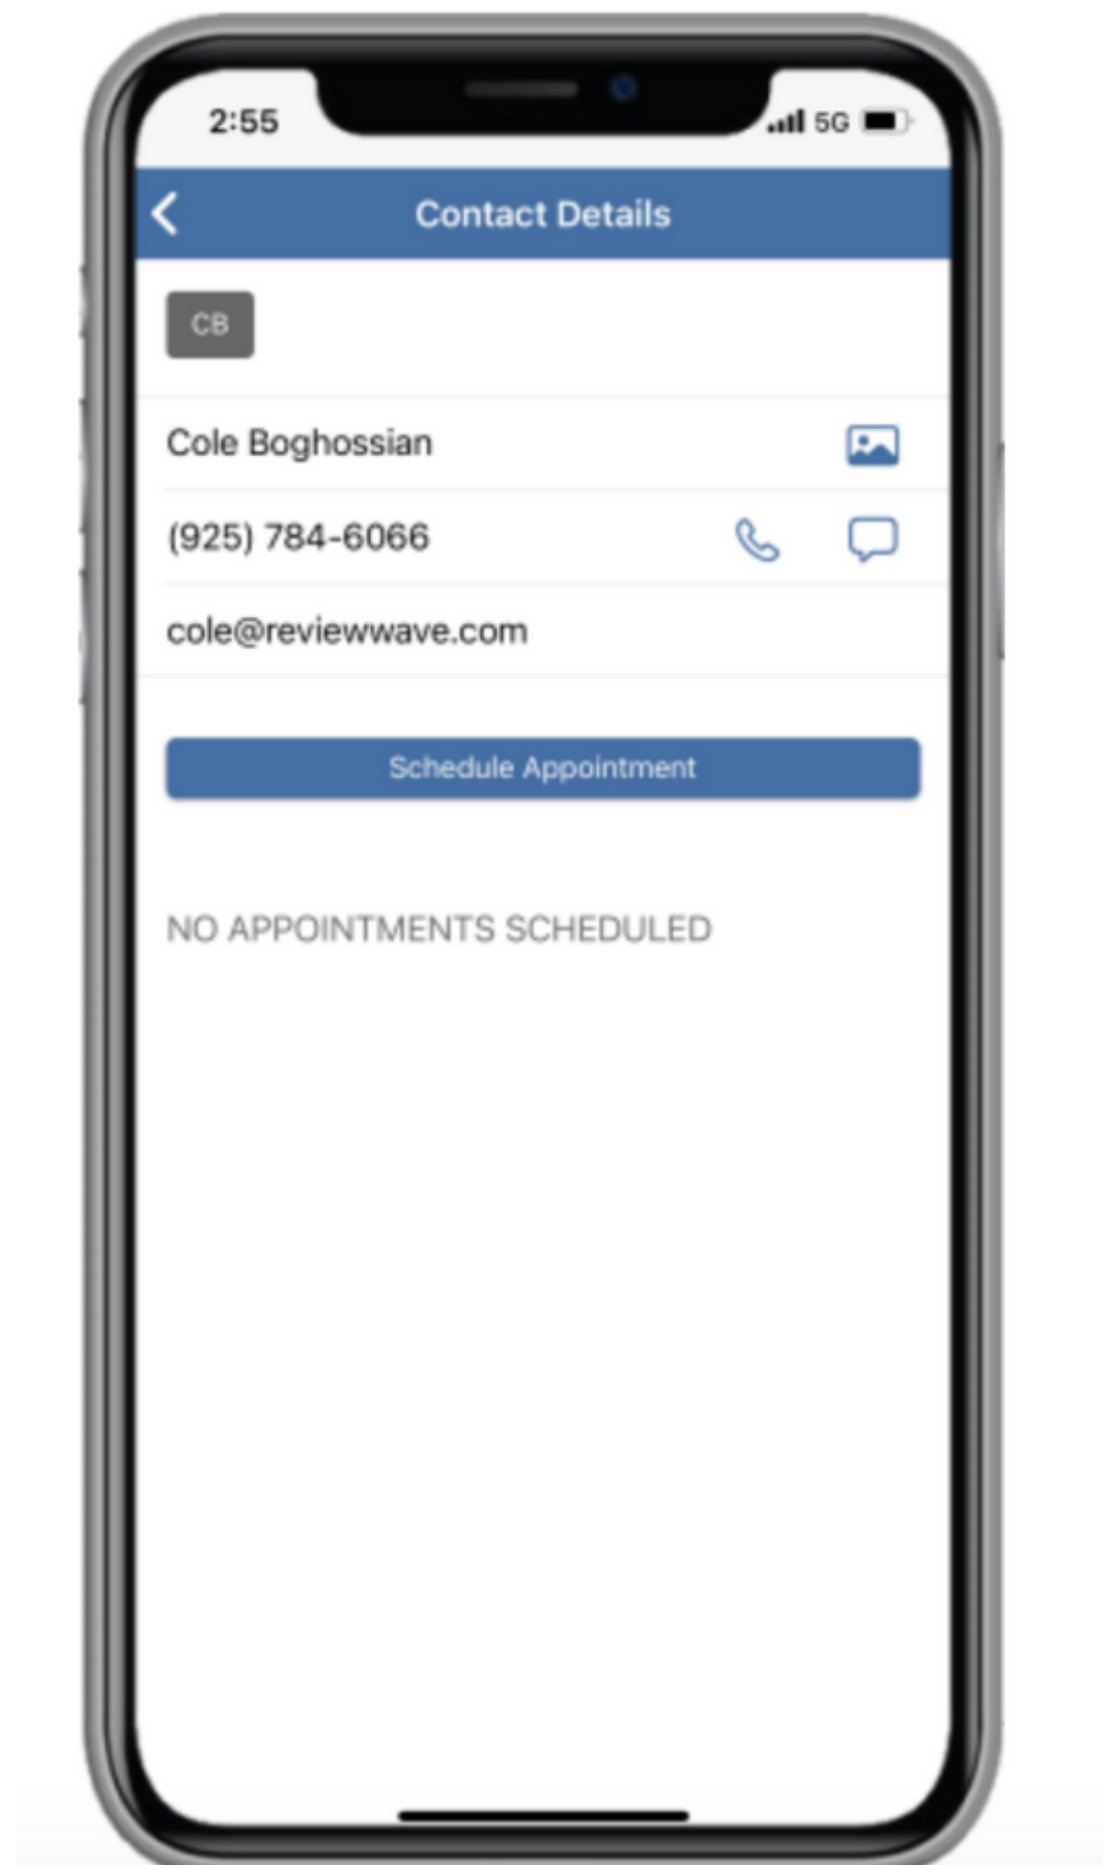 2:55 5G
Contact Details
CB
Cole Boghossian
(925) 784-6066
cole@reviewwave.com
Schedule Appointment
NO APPOINTMENTS SCHEDULED